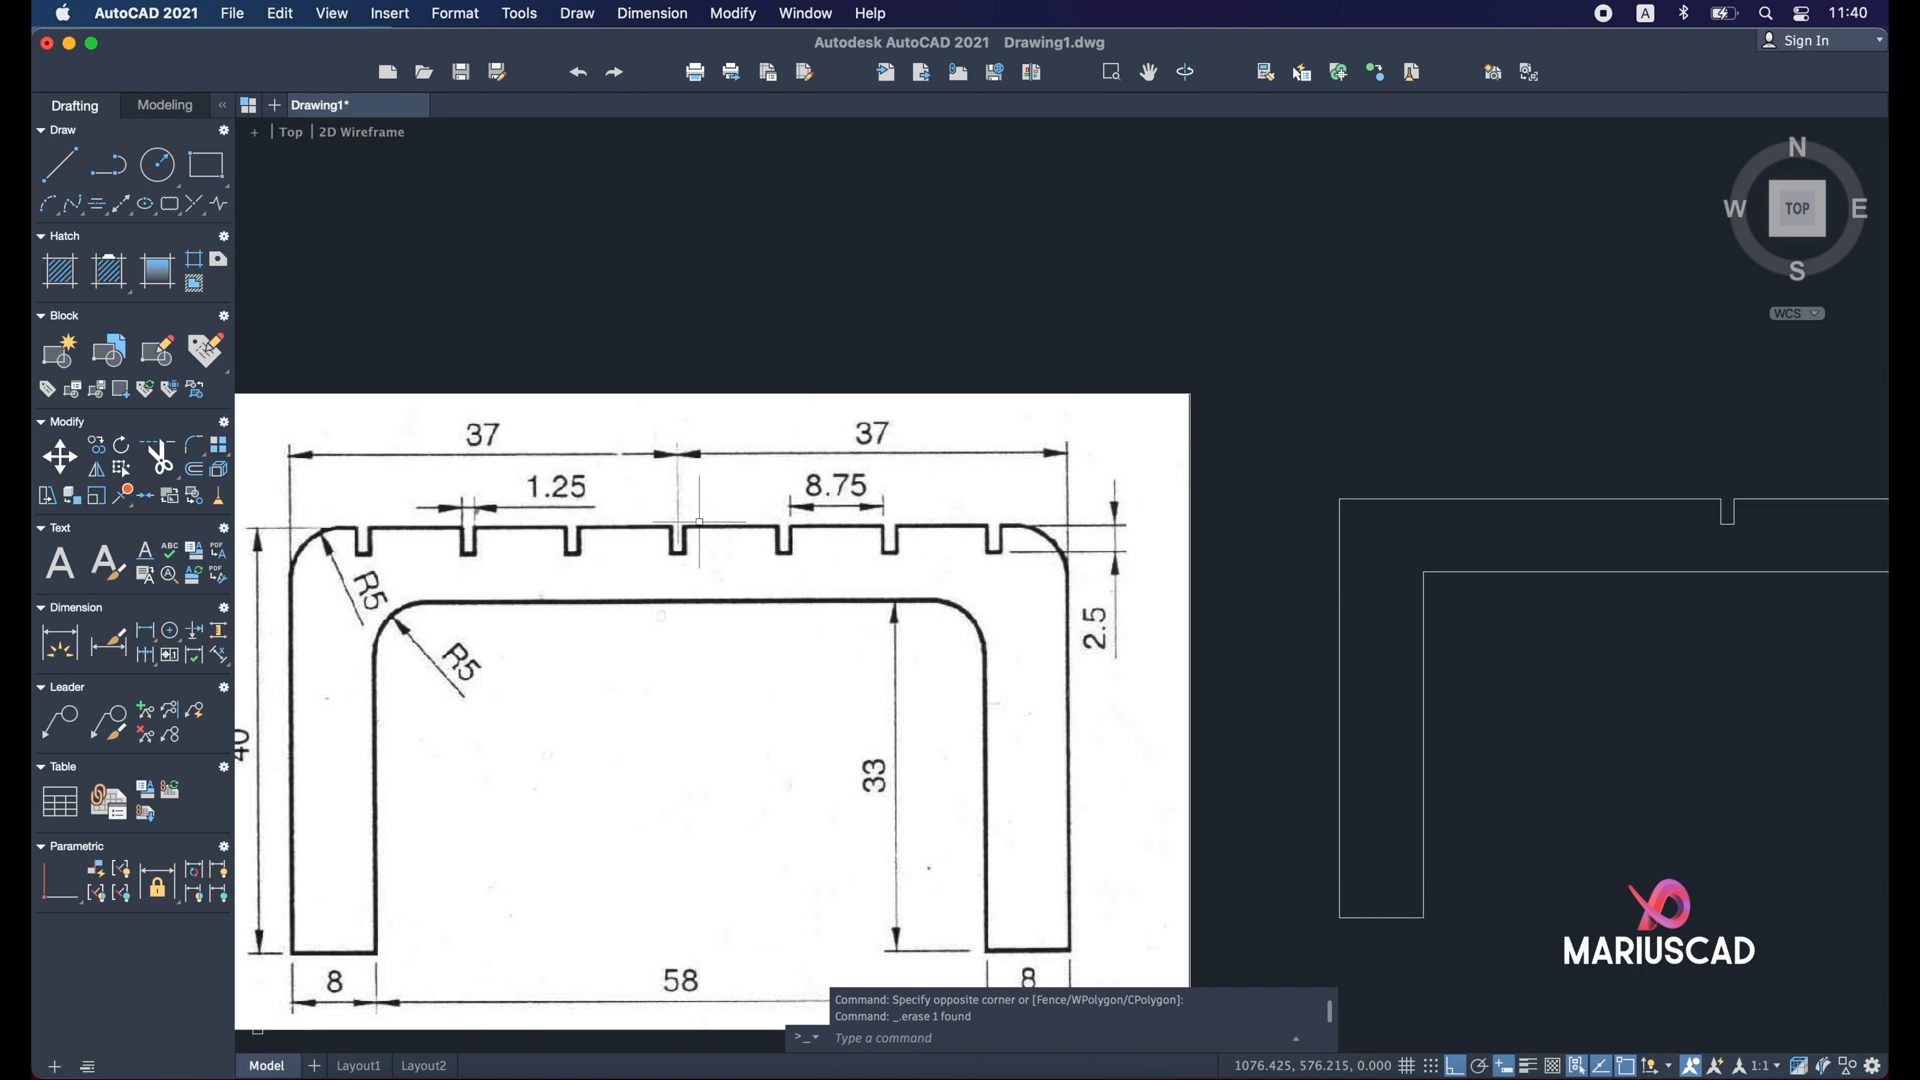 AutoCAD 2021 File Edit View Insert Format Tools Draw Dimension Modify Window Help A 11:40
Autodesk AutoCAD 2021 Drawing1.dwg
Sign In
Drafting Modeling « Drawing1*
Draw
+ | Top | 2D Wireframe
N
W TOP E
S
WCS
Hatch
Block
Modify
Text
Dimension
Leader
Table
Parametric
37 37
1.25 8.75
R5
R5
2.5
40
33
8 58 8
MARIUSCAD
Command: Specify opposite corner or [Fence/WPolygon/CPolygon]:
Command: _.erase 1 found
>_ Type a command
Model + Layout1 Layout2 1076.425, 576.215, 0.000 1:1